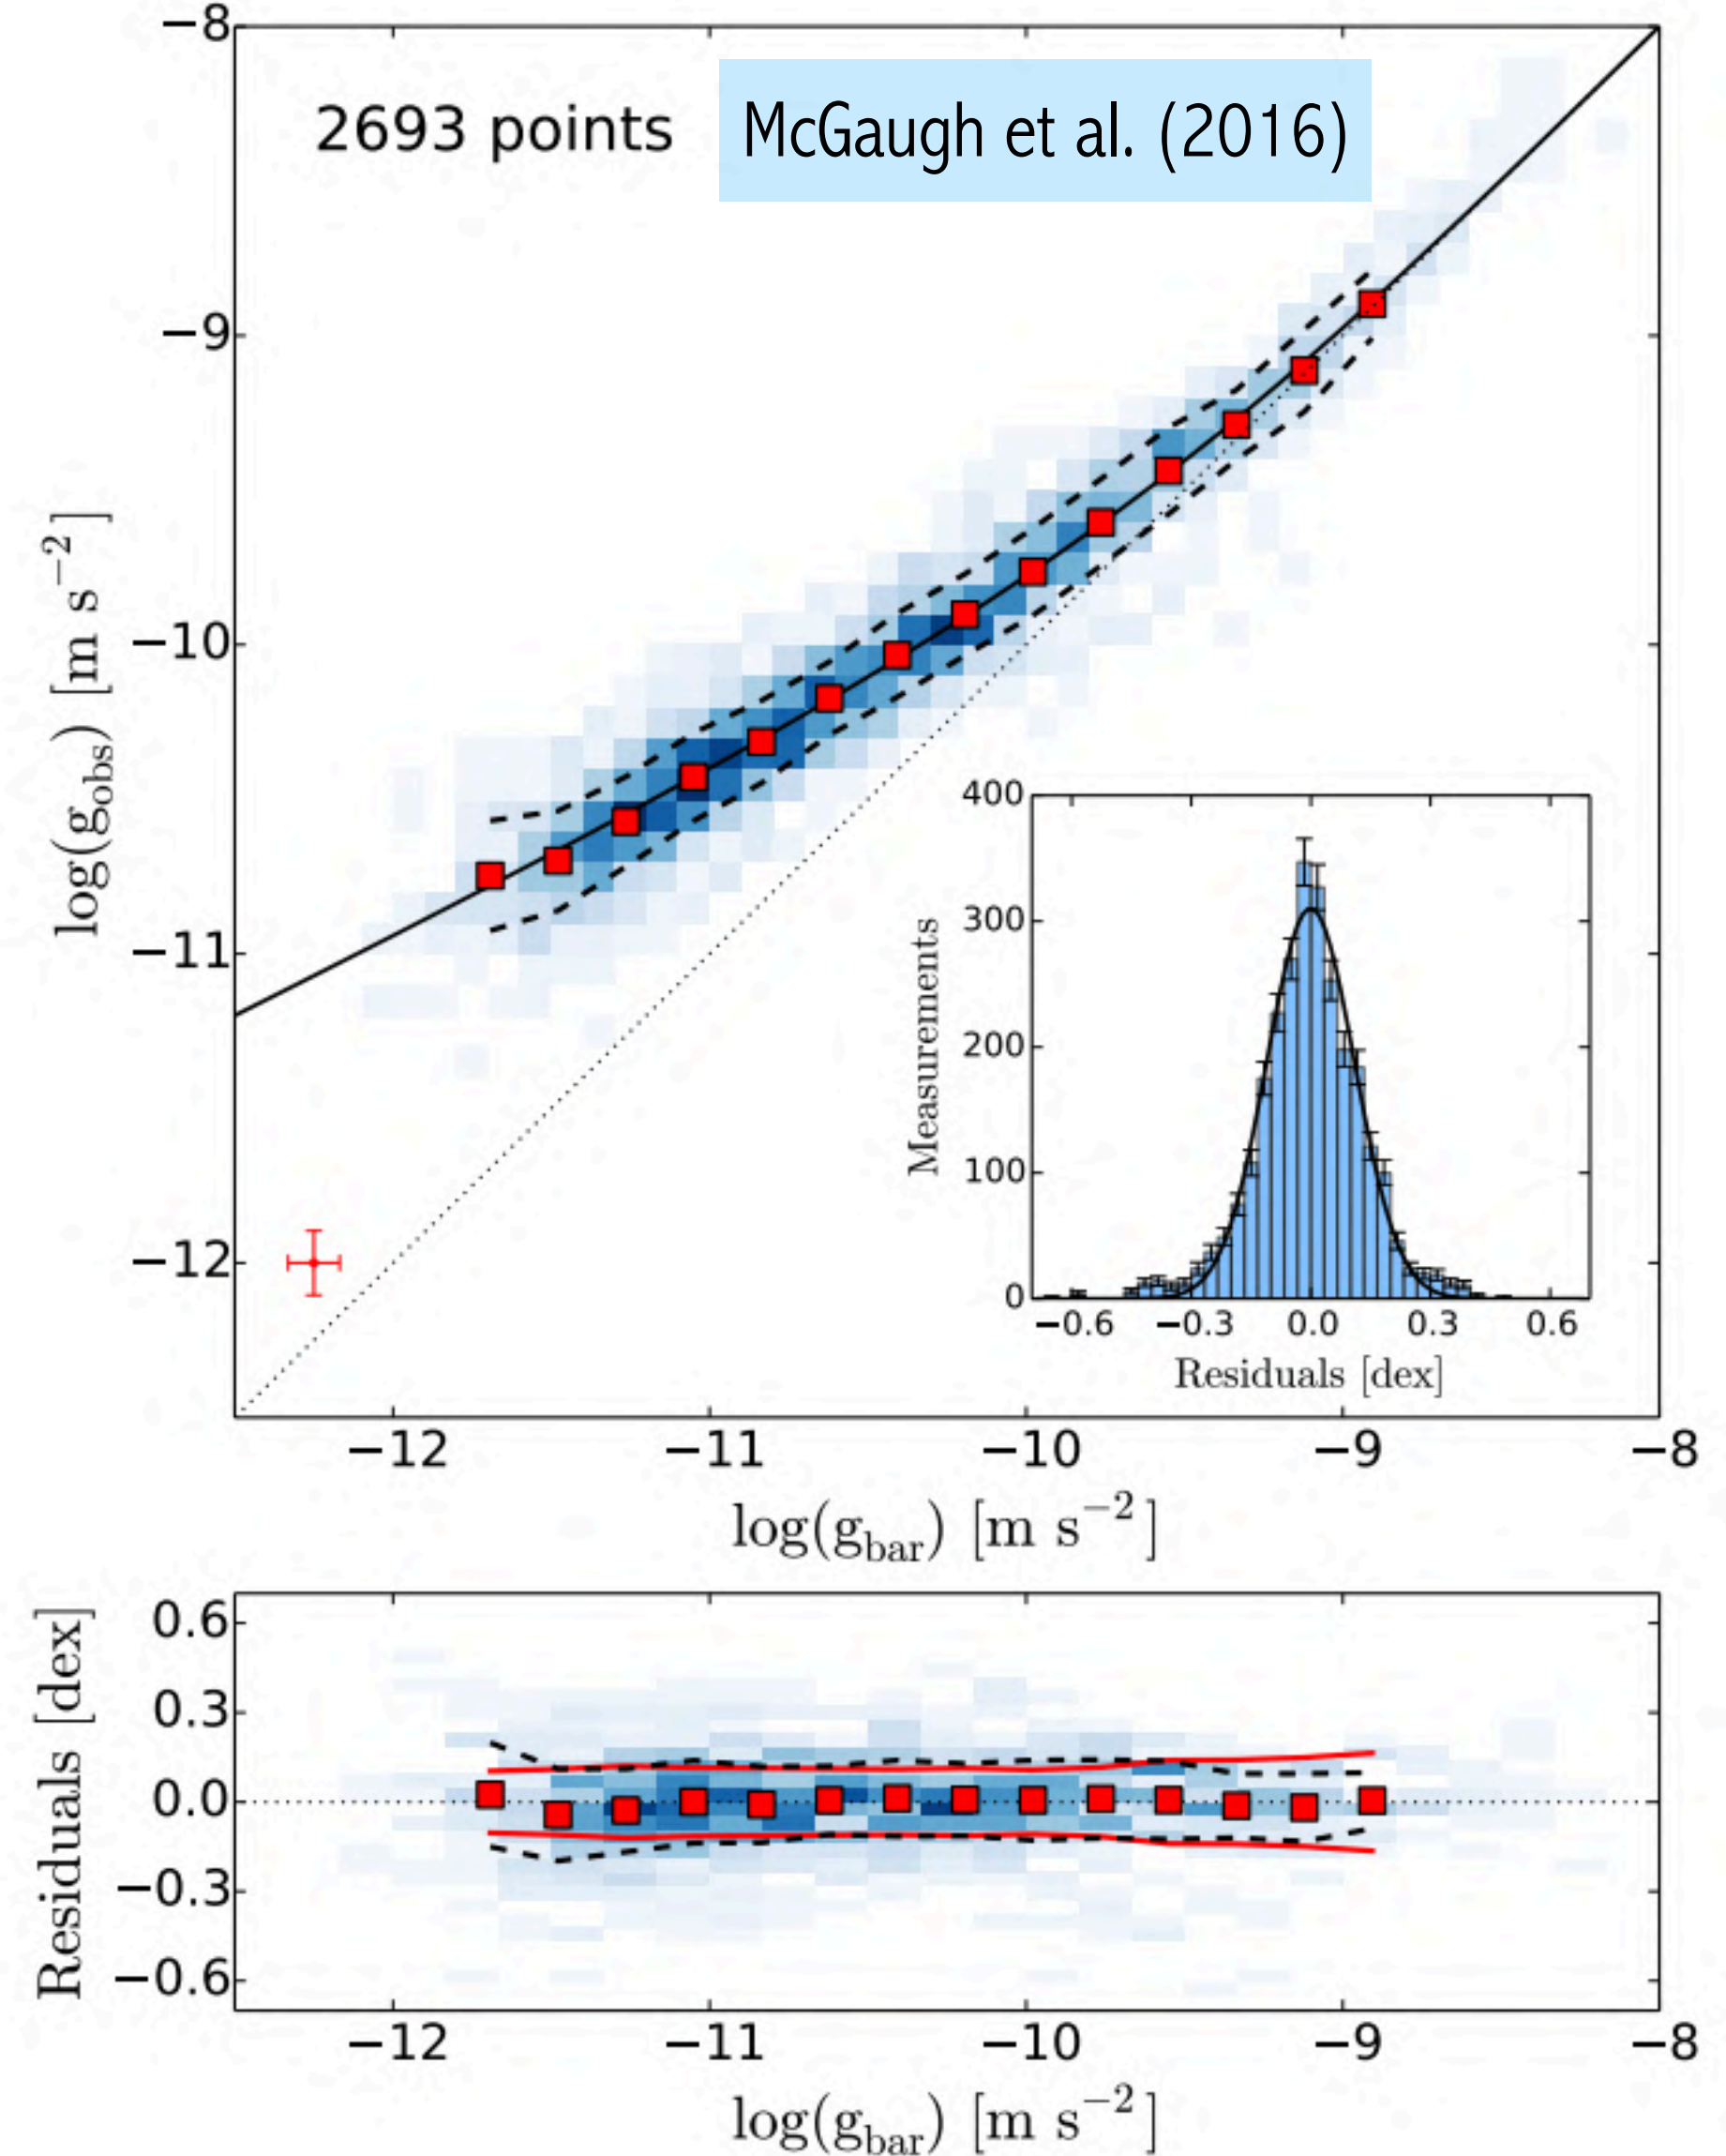 2693 points McGaugh et al. (2016)
−8
−9
−10
−11
−12
log(g_obs) [m s⁻²]
400
300
200
100
0
Measurements
−0.6 −0.3 0.0 0.3 0.6
Residuals [dex]
−12 −11 −10 −9 −8
log(g_bar) [m s⁻²]
0.6
0.3
0.0
−0.3
−0.6
Residuals [dex]
−12 −11 −10 −9 −8
log(g_bar) [m s⁻²]